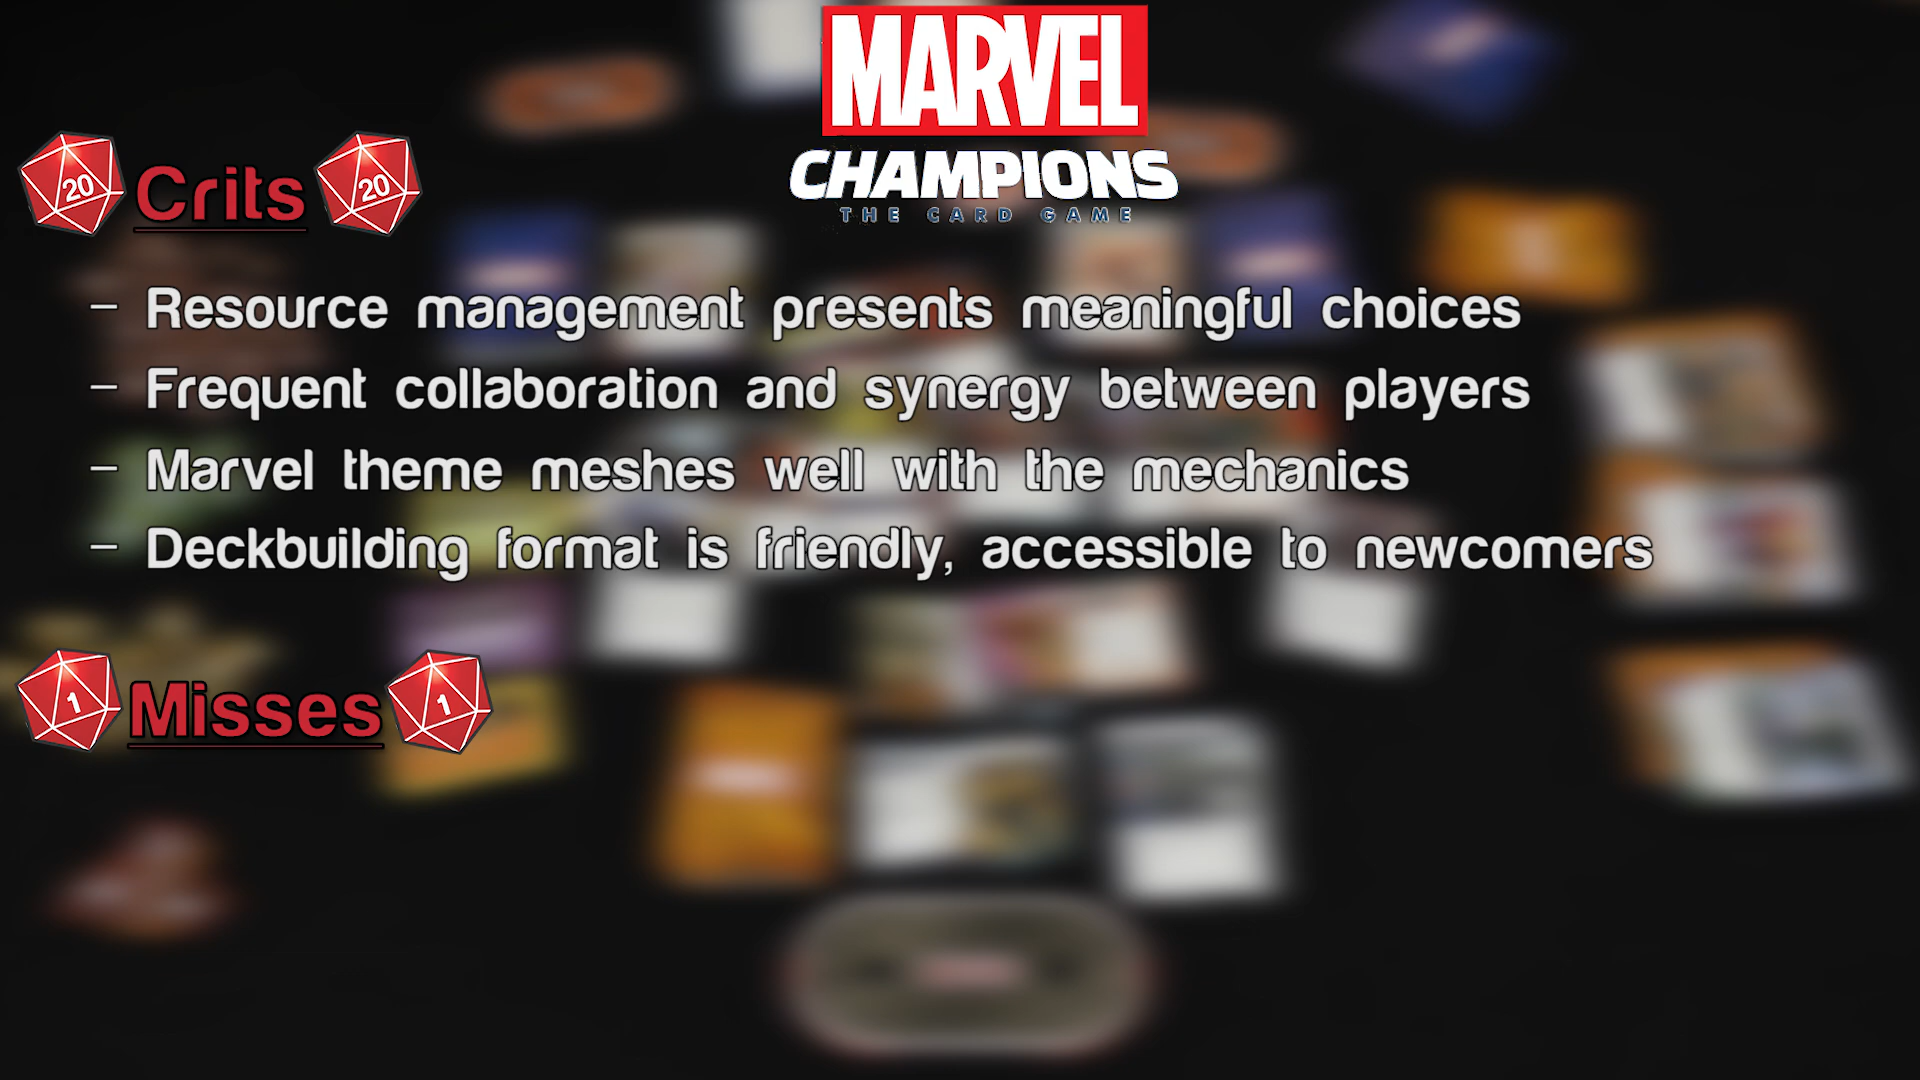 MARVEL
CHAMPIONS
THE CARD GAME
20 Crits 20
– Resource management presents meaningful choices
– Frequent collaboration and synergy between players
– Marvel theme meshes well with the mechanics
– Deckbuilding format is friendly, accessible to newcomers
1 Misses 1